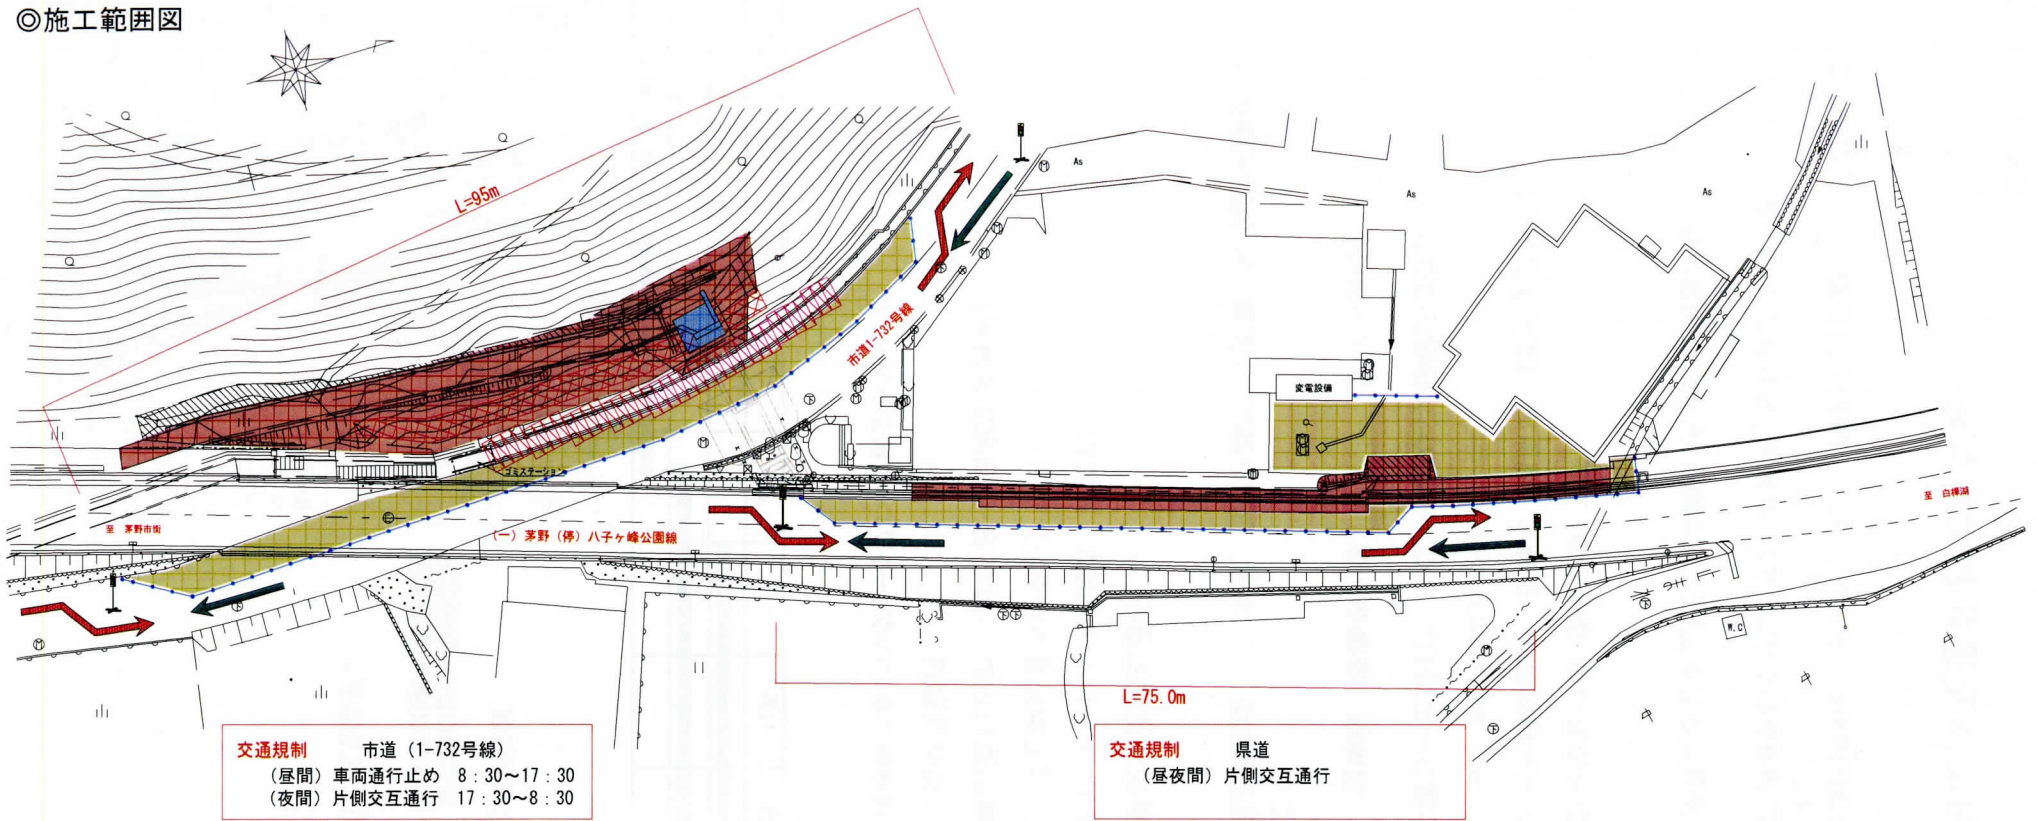 ◎施工範囲図
L=95m
As
As
As
市道1-732号線
変電設備
ゴミステーション
至 茅野市街
(一) 茅野 (停) 八子ヶ峰公園線
至 白樺湖
W.C
L=75.0m
交通規制 市道 (1-732号線)
(昼間) 車両通行止め 8:30~17:30
(夜間) 片側交互通行 17:30~8:30
交通規制 県道
(昼夜間) 片側交互通行